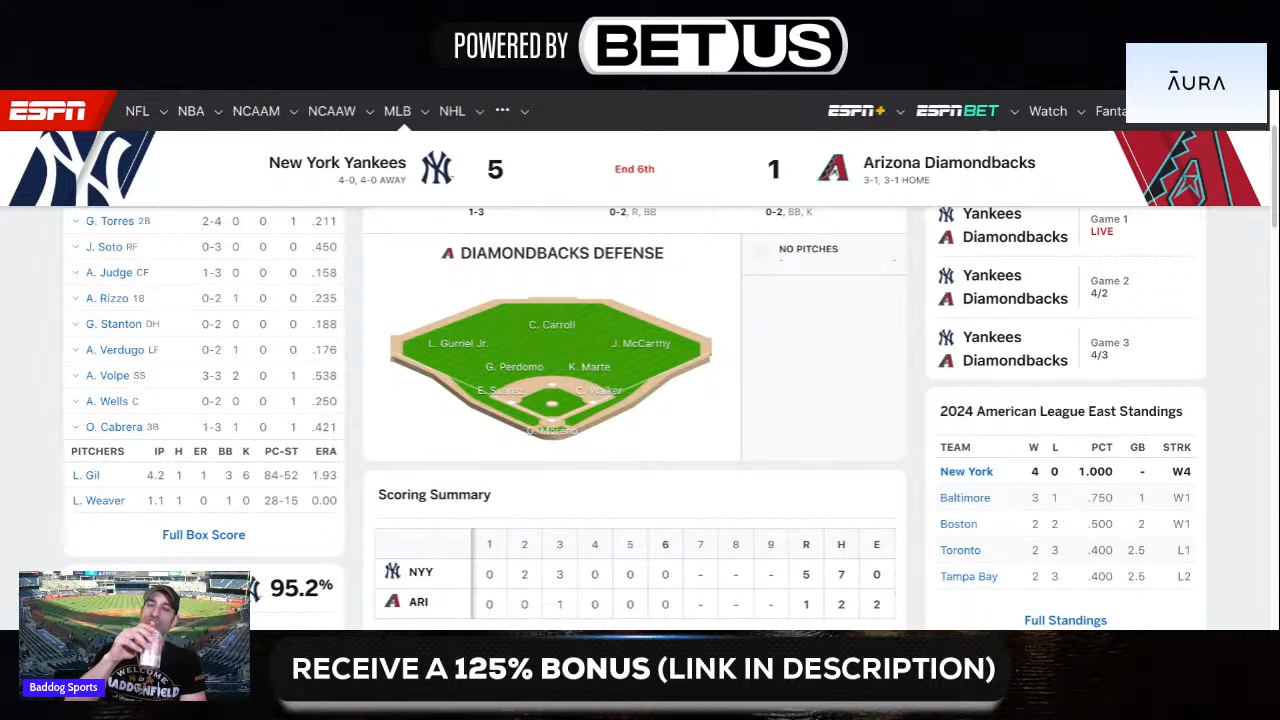 POWERED BY BETUS
ĀURA
ESPN NFL NBA NCAAM NCAAW MLB NHL ••• ESPN+ ESPN BET Watch Fanta
New York Yankees 5 End 6th 1 Arizona Diamondbacks
4-0, 4-0 AWAY 3-1, 3-1 HOME
G. Torres 2B 2-4 0 0 1 .211
J. Soto RF 0-3 0 0 1 .450
A. Judge CF 1-3 0 0 1 .158
A. Rizzo 1B 0-2 1 0 0 .235
G. Stanton DH 0-2 0 0 0 .188
A. Verdugo LF 0-2 1 0 0 .176
A. Volpe SS 3-3 2 0 1 .538
A. Wells C 0-2 0 0 1 .250
O. Cabrera 3B 1-3 1 0 1 .421
PITCHERS IP H ER BB K PC-ST ERA
L. Gil 4.2 1 1 3 6 84-52 1.93
L. Weaver 1.1 1 0 1 0 28-15 0.00
Full Box Score
95.2%
1-3 0-2, R, BB 0-2, BB, K
DIAMONDBACKS DEFENSE
NO PITCHES
- -
C. Carroll
L. Gurriel Jr. J. McCarthy
G. Perdomo K. Marte
E. Suarez C. Walker
G. Moreno
Scoring Summary
1 2 3 4 5 6 7 8 9 R H E
NYY 0 2 3 0 0 0 - - - 5 7 0
ARI 0 0 1 0 0 0 - - - 1 2 2
Yankees Game 1
Diamondbacks LIVE
Yankees Game 2
Diamondbacks 4/2
Yankees Game 3
Diamondbacks 4/3
2024 American League East Standings
TEAM W L PCT GB STRK
New York 4 0 1.000 - W4
Baltimore 3 1 .750 1 W1
Boston 2 2 .500 2 W1
Toronto 2 3 .400 2.5 L1
Tampa Bay 2 3 .400 2.5 L2
Full Standings
Baddog Sports
RECEIVE A 125% BONUS (LINK IN DESCRIPTION)